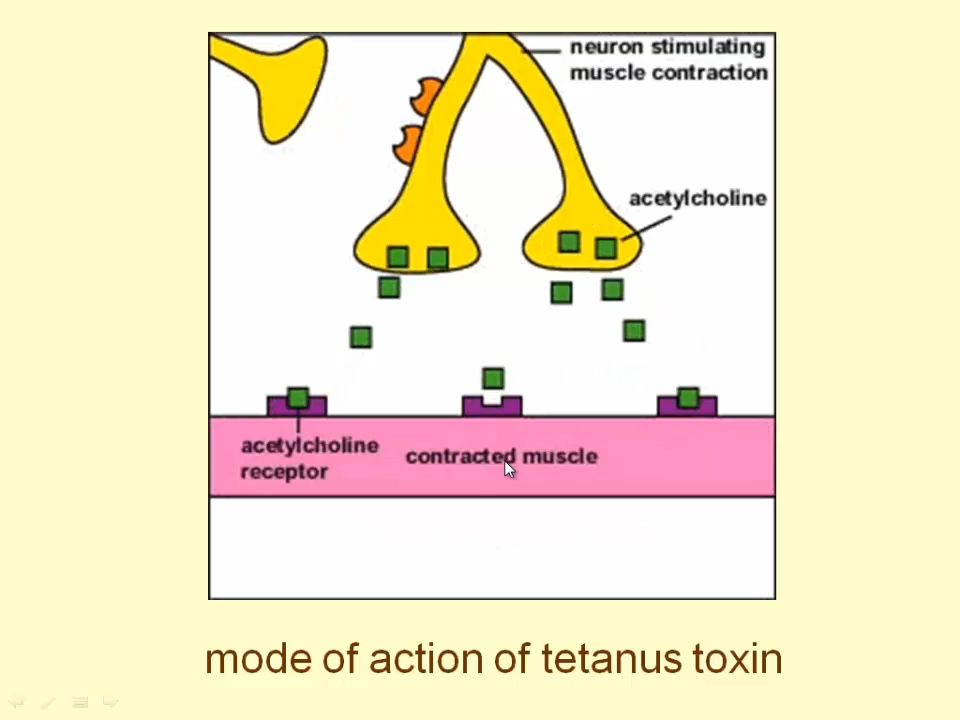 neuron stimulating
muscle contraction
acetylcholine
acetylcholine
receptor
contracted muscle
mode of action of tetanus toxin